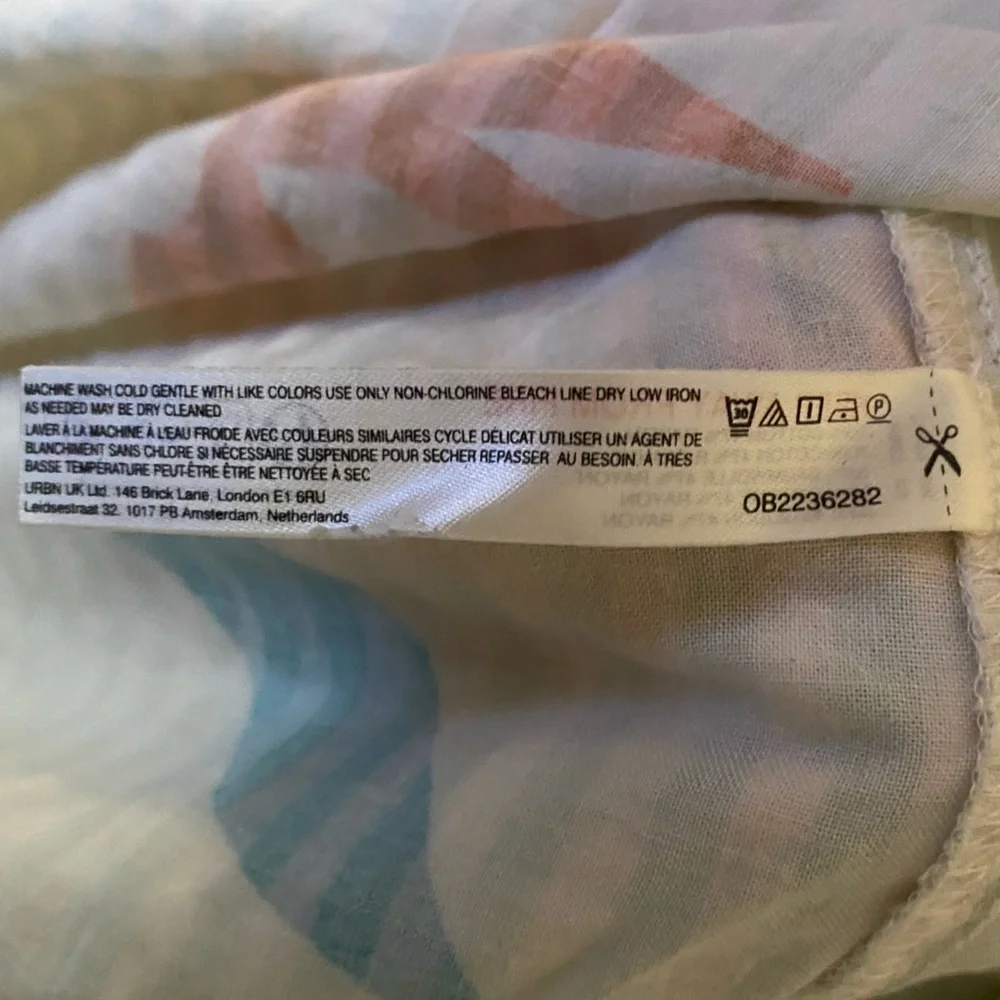 MACHINE WASH COLD GENTLE WITH LIKE COLORS USE ONLY NON-CHLORINE BLEACH LINE DRY LOW IRON
AS NEEDED MAY BE DRY CLEANED
LAVER À LA MACHINE À L'EAU FROIDE AVEC COULEURS SIMILAIRES CYCLE DÉLICAT UTILISER UN AGENT DE
BLANCHIMENT SANS CHLORE SI NÉCESSAIRE SUSPENDRE POUR SECHER REPASSER AU BESOIN À TRÈS
BASSE TEMPÉRATURE PEUT-ÊTRE ÊTRE NETTOYÉE À SEC
URBN UK Ltd. 146 Brick Lane, London E1 6RU
Leidsestraat 32. 1017 PB Amsterdam, Netherlands
30
P
OB2236282